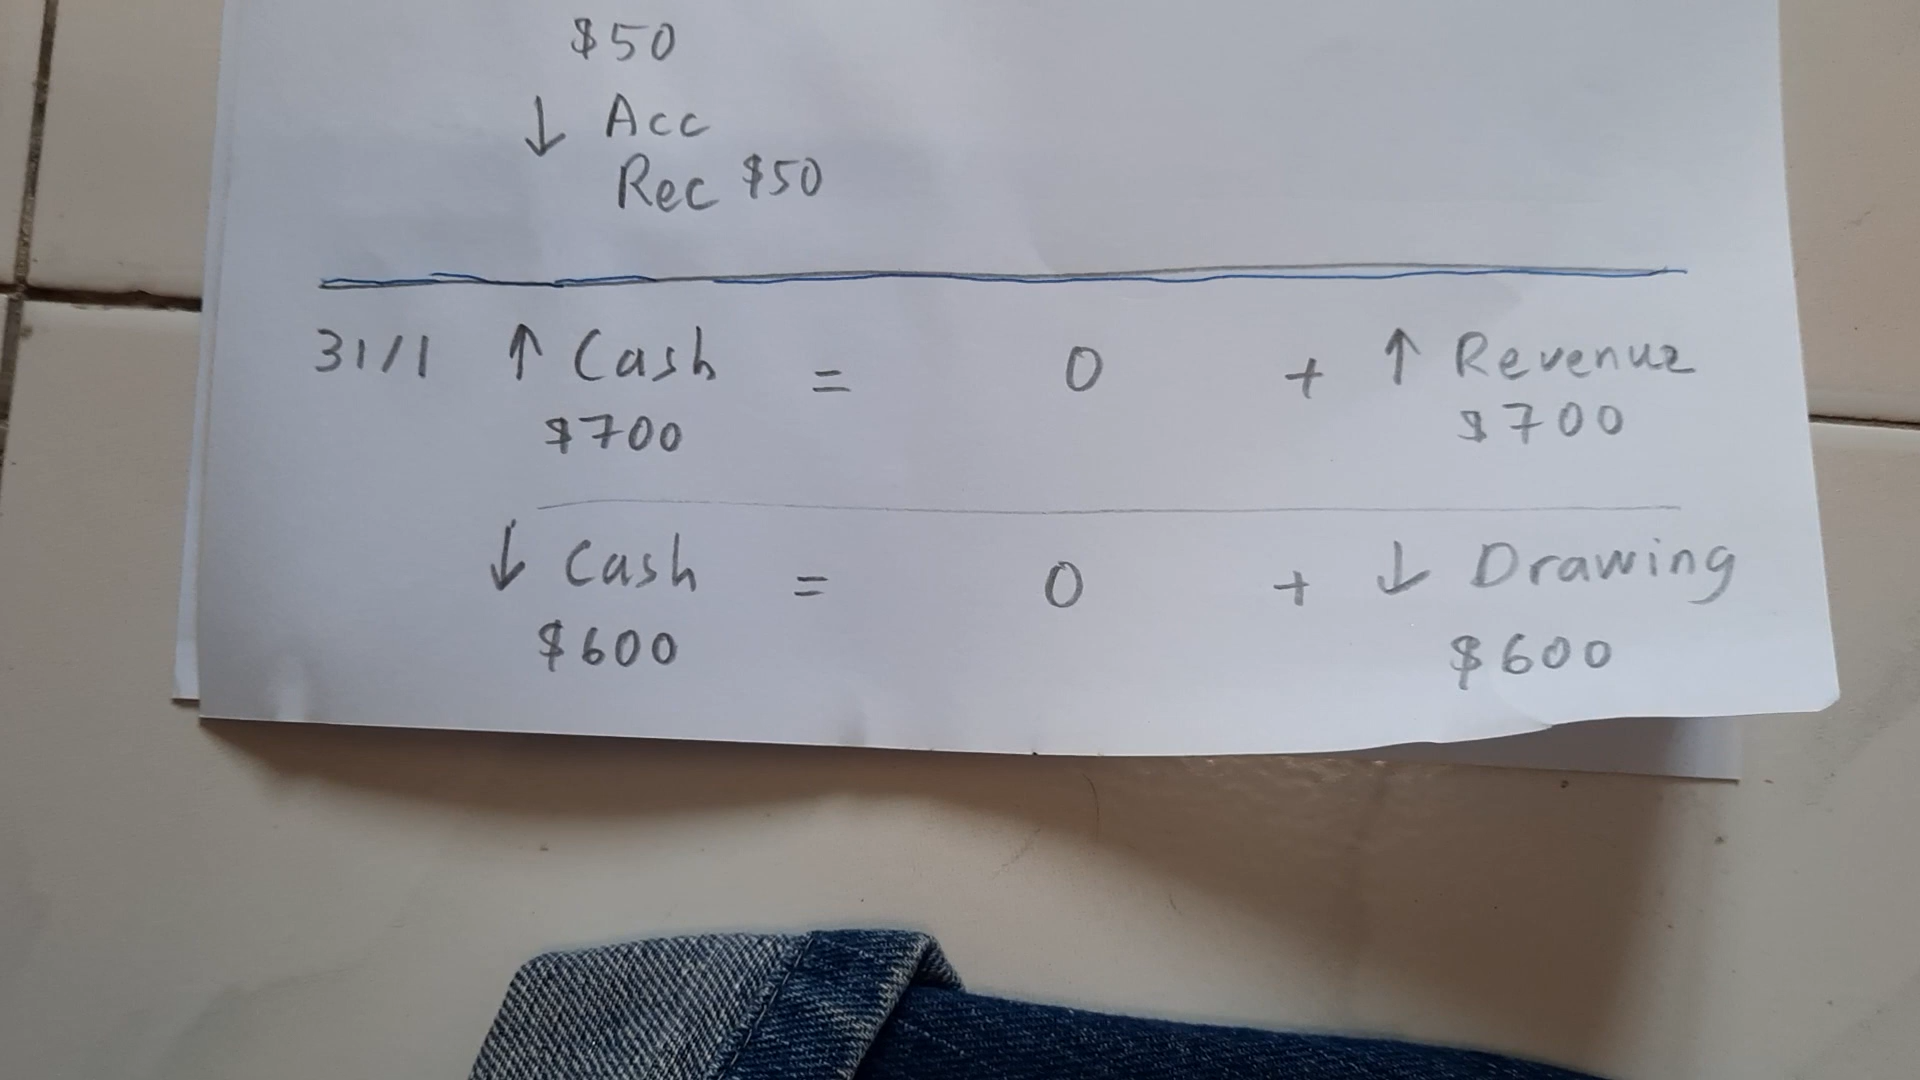 $50
↓ Acc
Rec $50
31/1 ↑ Cash = 0 + ↑ Revenue
$700 $700
↓ Cash = 0 + ↓ Drawing
$600 $600